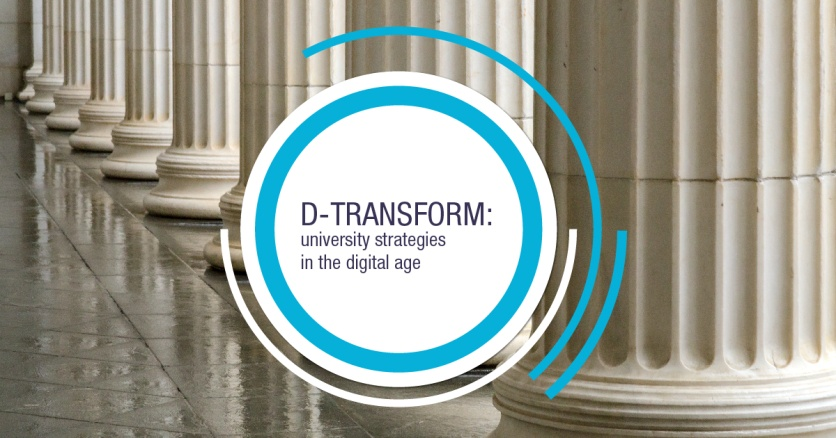 D-TRANSFORM:
university strategies
in the digital age